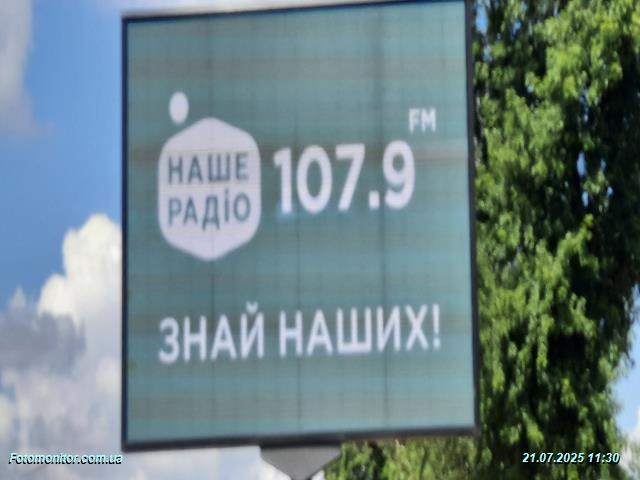 FM
НАШЕ
РАДІО
107.9
ЗНАЙ НАШИХ!
Fotomonitor.com.ua
21.07.2025 11:30